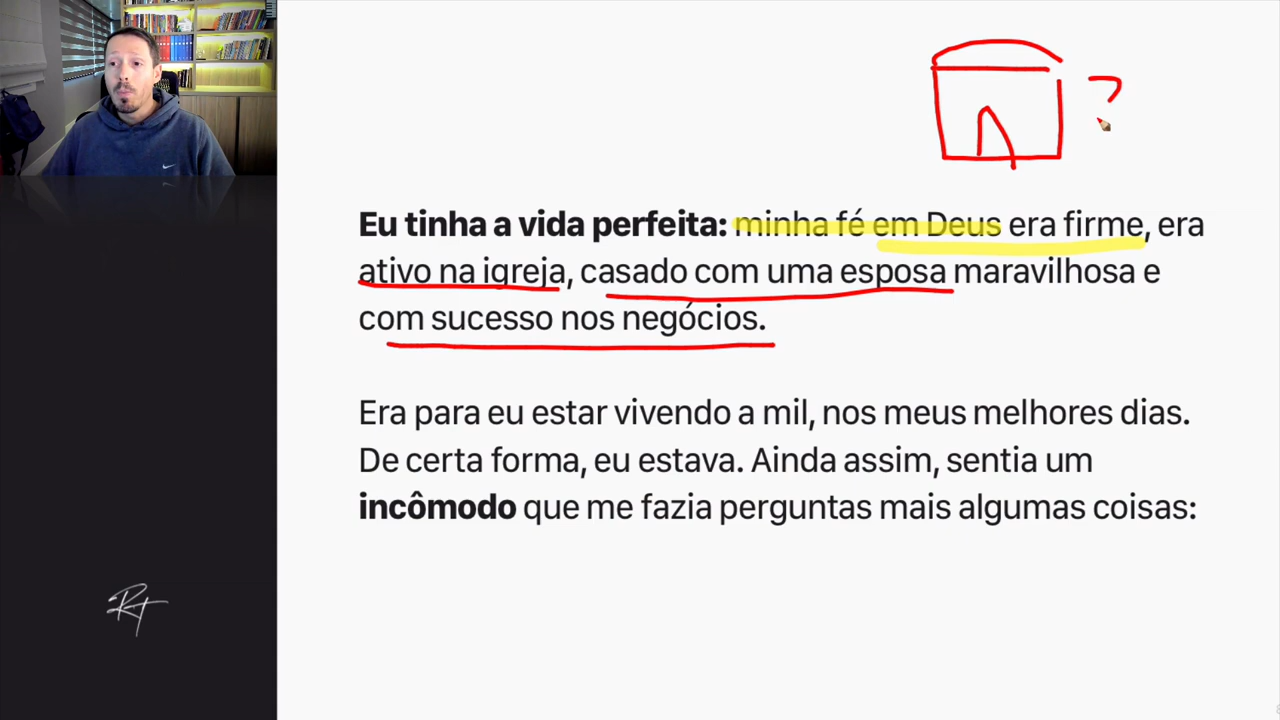 ?
Eu tinha a vida perfeita: minha fé em Deus era firme, era
ativo na igreja, casado com uma esposa maravilhosa e
com sucesso nos negócios.
Era para eu estar vivendo a mil, nos meus melhores dias.
De certa forma, eu estava. Ainda assim, sentia um
incômodo que me fazia perguntas mais algumas coisas:
RT